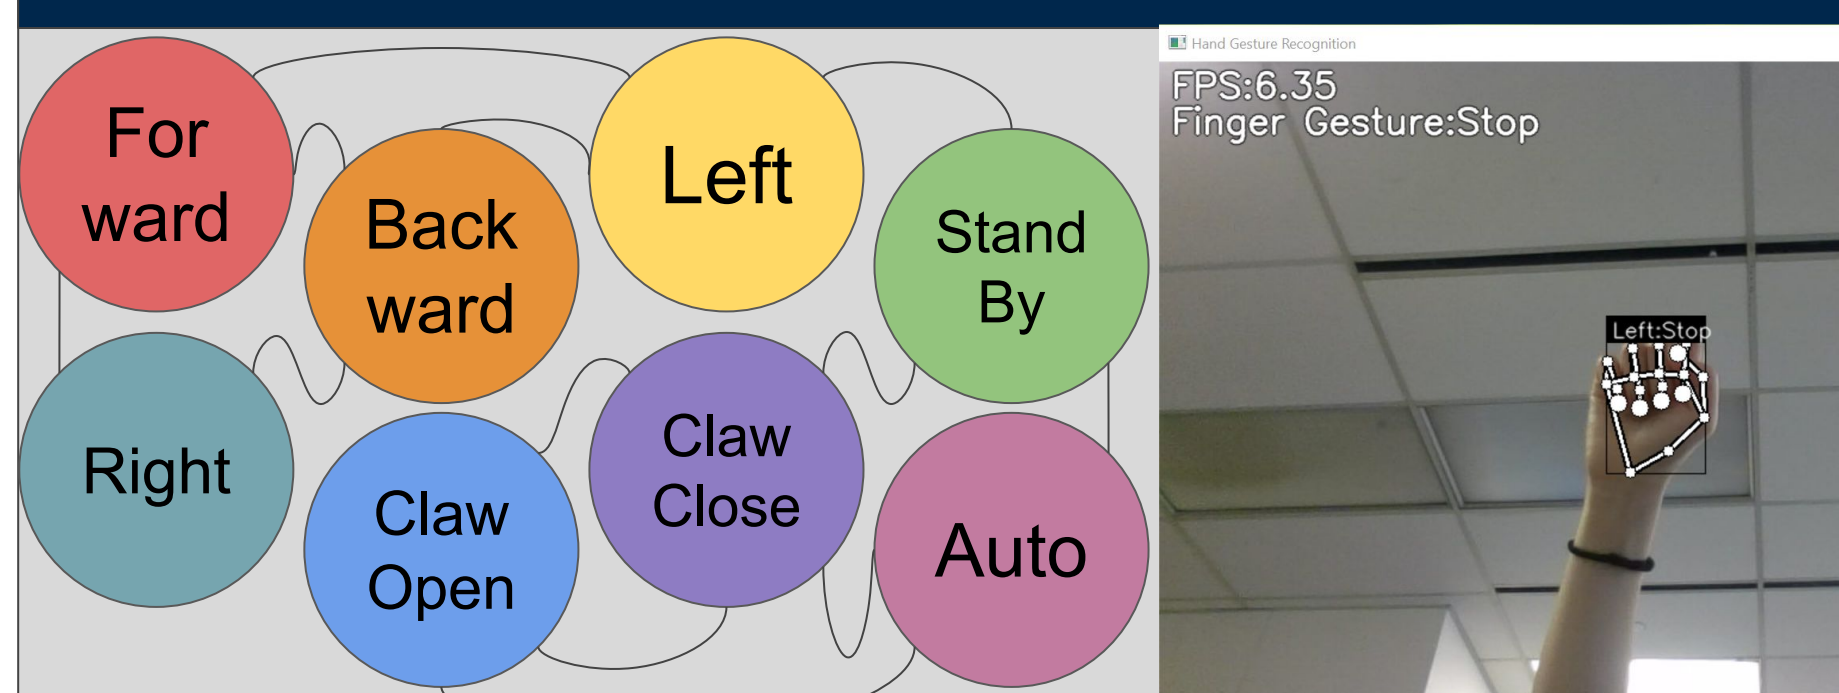 For
ward
Back
ward
Left
Stand
By
Right
Claw
Open
Claw
Close
Auto
Hand Gesture Recognition
FPS:6.35
Finger Gesture:Stop
Left:Stop